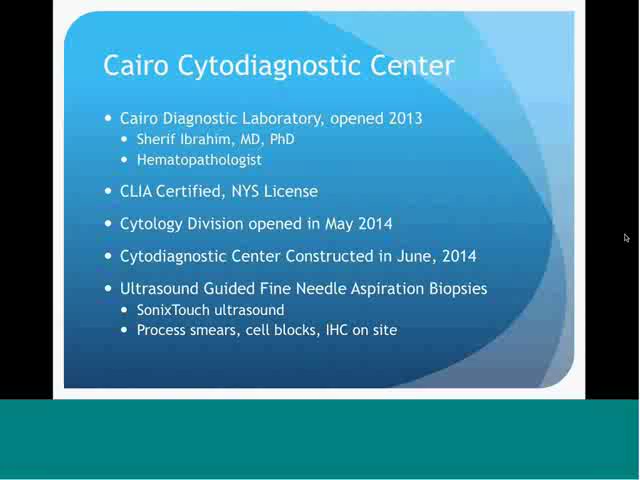 Cairo Cytodiagnostic Center
• Cairo Diagnostic Laboratory, opened 2013
• Sherif Ibrahim, MD, PhD
• Hematopathologist
• CLIA Certified, NYS License
• Cytology Division opened in May 2014
• Cytodiagnostic Center Constructed in June, 2014
• Ultrasound Guided Fine Needle Aspiration Biopsies
• SonixTouch ultrasound
• Process smears, cell blocks, IHC on site